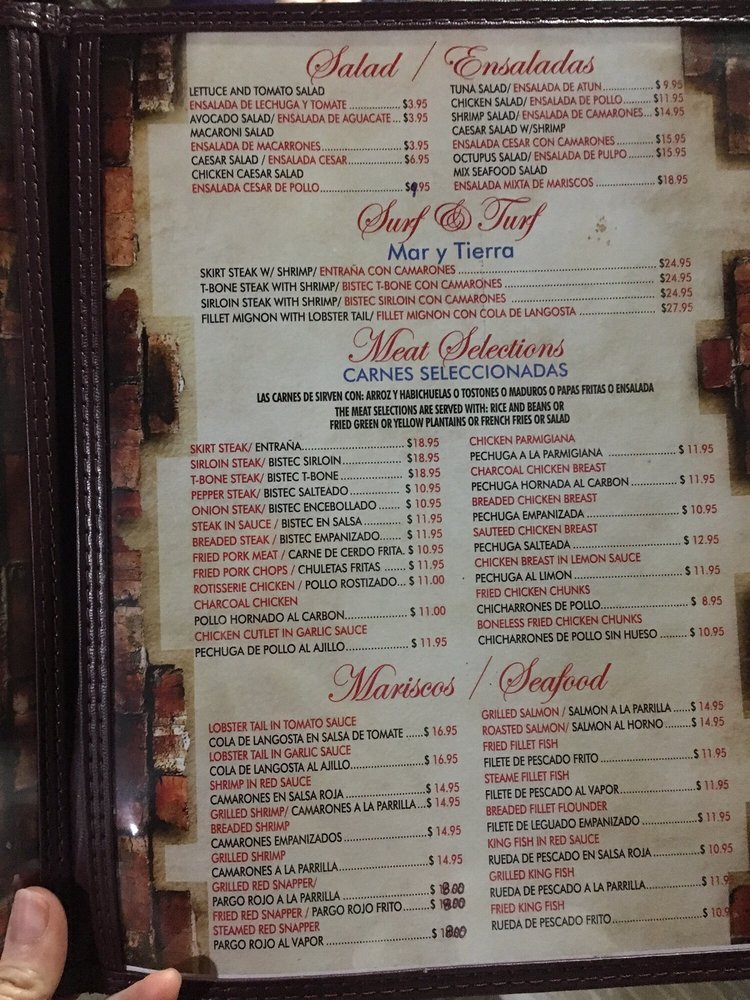 Salad / Ensaladas
LETTUCE AND TOMATO SALAD
ENSALADA DE LECHUGA Y TOMATE ................... $3.95
AVOCADO SALAD/ ENSALADA DE AGUACATE ... $3.95
MACARONI SALAD
ENSALADA DE MACARRONES ........................... $3.95
CAESAR SALAD / ENSALADA CESAR .................. $6.95
CHICKEN CAESAR SALAD
ENSALADA CESAR DE POLLO ........................... $9.95
TUNA SALAD/ ENSALADA DE ATUN ............... $ 9.95
CHICKEN SALAD/ ENSALADA DE POLLO ......... $11.95
SHRIMP SALAD/ ENSALADA DE CAMARONES ... $14.95
CAESAR SALAD W/SHRIMP
ENSALADA CESAR CON CAMARONES ............. $15.95
OCTUPUS SALAD/ ENSALADA DE PULPO ......... $15.95
MIX SEAFOOD SALAD
ENSALADA MIXTA DE MARISCOS .................. $18.95
Surf & Turf
Mar y Tierra
SKIRT STEAK W/ SHRIMP/ ENTRAÑA CON CAMARONES ........................ $24.95
T-BONE STEAK WITH SHRIMP/ BISTEC T-BONE CON CAMARONES ........................ $24.95
SIRLOIN STEAK WITH SHRIMP/ BISTEC SIRLOIN CON CAMARONES ........................ $24.95
FILLET MIGNON WITH LOBSTER TAIL/ FILLET MIGNON CON COLA DE LANGOSTA ........................ $27.95
Meat Selections
CARNES SELECCIONADAS
LAS CARNES DE SIRVEN CON: ARROZ Y HABICHUELAS O TOSTONES O MADUROS O PAPAS FRITAS O ENSALADA
THE MEAT SELECTIONS ARE SERVED WITH: RICE AND BEANS OR
FRIED GREEN OR YELLOW PLANTAINS OR FRENCH FRIES OR SALAD
SKIRT STEAK/ ENTRAÑA ........................ $18.95
SIRLOIN STEAK/ BISTEC SIRLOIN ................ $18.95
T-BONE STEAK/ BISTEC T-BONE ................ $18.95
PEPPER STEAK/ BISTEC SALTEADO ............. $ 10.95
ONION STEAK/ BISTEC ENCEBOLLADO ...... $ 10.95
STEAK IN SAUCE / BISTEC EN SALSA ........... $ 11.95
BREADED STEAK/ BISTEC EMPANIZADO ...... $ 11.95
FRIED PORK MEAT / CARNE DE CERDO FRITA. $ 10.95
FRIED PORK CHOPS / CHULETAS FRITAS ...... $ 11.95
ROTISSERIE CHICKEN / POLLO ROSTIZADO ... $ 11.00
CHARCOAL CHICKEN
POLLO HORNADO AL CARBON ................ $ 11.00
CHICKEN CUTLET IN GARLIC SAUCE
PECHUGA DE POLLO AL AJILLO ................ $ 11.95
CHICKEN PARMIGIANA
PECHUGA A LA PARMIGIANA ................ $ 11.95
CHARCOAL CHICKEN BREAST
PECHUGA HORNADA AL CARBON ............ $ 11.95
BREADED CHICKEN BREAST
PECHUGA EMPANIZADA ........................ $ 10.95
SAUTEED CHICKEN BREAST
PECHUGA SALTEADA ........................ $ 12.95
CHICKEN BREAST IN LEMON SAUCE
PECHUGA AL LIMON ........................ $ 11.95
FRIED CHICKEN CHUNKS
CHICHARRONES DE POLLO .................... $ 8.95
BONELESS FRIED CHICKEN CHUNKS
CHICHARRONES DE POLLO SIN HUESO ......... $ 10.95
Mariscos / Seafood
LOBSTER TAIL IN TOMATO SAUCE
COLA DE LANGOSTA EN SALSA DE TOMATE ...... $ 16.95
LOBSTER TAIL IN GARLIC SAUCE
COLA DE LANGOSTA AL AJILLO .................... $ 16.95
SHRIMP IN RED SAUCE
CAMARONES EN SALSA ROJA ...................... $ 14.95
GRILLED SHRIMP/ CAMARONES A LA PARRILLA ... $ 14.95
BREADED SHRIMP
CAMARONES EMPANIZADOS ...................... $ 14.95
GRILLED SHRIMP
CAMARONES A LA PARRILLA ...................... $ 14.95
GRILLED RED SNAPPER/
PARGO ROJO A LA PARRILLA ...................... $ 18.00
FRIED RED SNAPPER / PARGO ROJO FRITO ........ $ 18.00
STEAMED RED SNAPPER
PARGO ROJO AL VAPOR ........................ $ 18.00
GRILLED SALMON / SALMON A LA PARRILLA ...... $ 14.95
ROASTED SALMON/ SALMON AL HORNO ......... $ 14.95
FRIED FILLET FISH
FILETE DE PESCADO FRITO ........................ $ 11.95
STEAME FILLET FISH
FILETE DE PESCADO AL VAPOR .................... $ 11.95
BREADED FILLET FLOUNDER
FILETE DE LEGUADO EMPANIZADO ................ $ 11.95
KING FISH IN RED SAUCE
RUEDA DE PESCADO EN SALSA ROJA ............ $ 10.95
GRILLED KING FISH
RUEDA DE PESCADO A LA PARRILLA ............ $ 11.9
FRIED KING FISH
RUEDA DE PESCADO FRITO ...................... $ 10.9